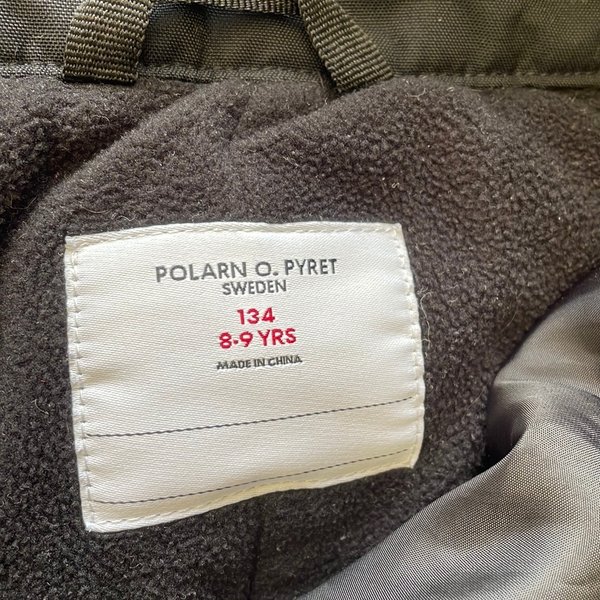 POLARN O. PYRET
SWEDEN
134
8-9 YRS
MADE IN CHINA